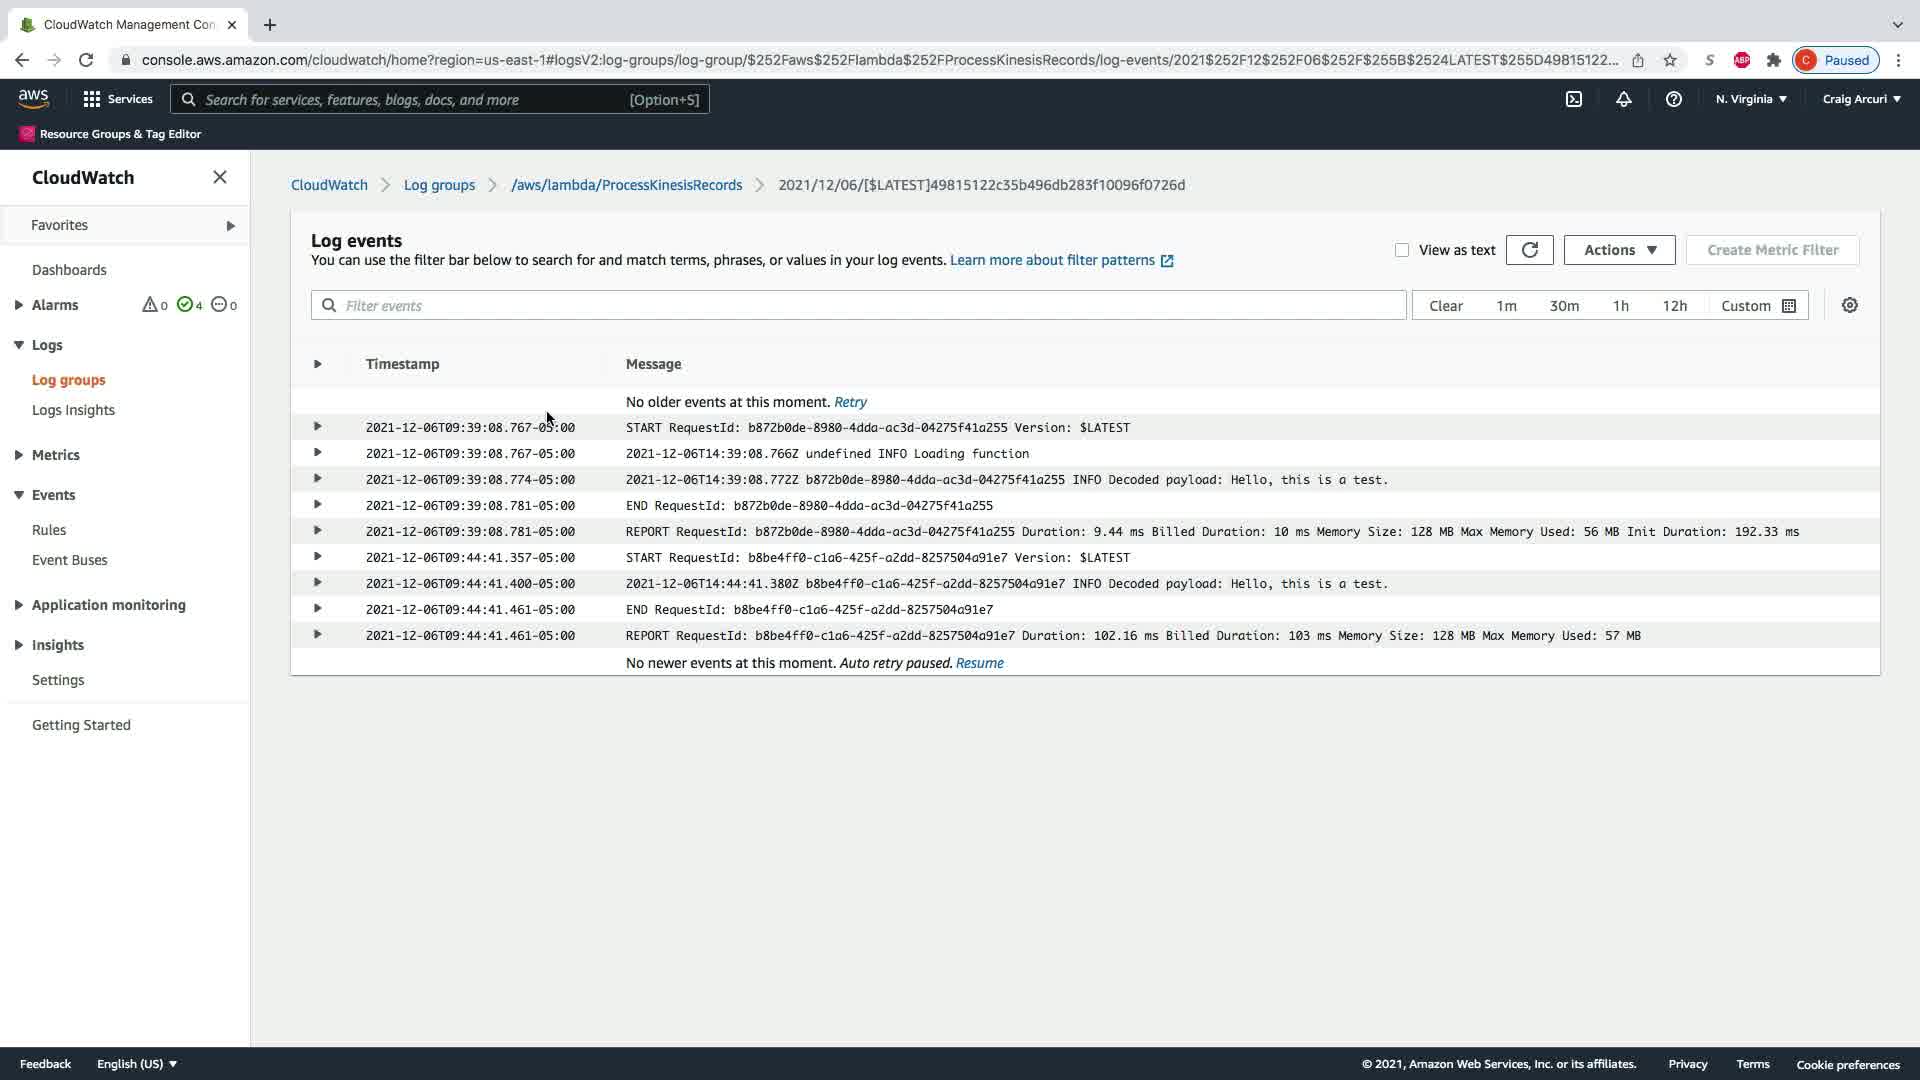 CloudWatch Management Con
console.aws.amazon.com/cloudwatch/home?region=us-east-1#logsV2:log-groups/log-group/$252Faws$252Flambda$252FProcessKinesisRecords/log-events/2021$252F12$252F06$252F$255B$2524LATEST$255D49815122...
S
ABP
C Paused
aws
Services
Search for services, features, blogs, docs, and more [Option+S]
N. Virginia
Craig Arcuri
Resource Groups & Tag Editor
CloudWatch
Favorites
Dashboards
Alarms 0 4 0
Logs
Log groups
Logs Insights
Metrics
Events
Rules
Event Buses
Application monitoring
Insights
Settings
Getting Started
CloudWatch Log groups /aws/lambda/ProcessKinesisRecords 2021/12/06/[$LATEST]49815122c35b496db283f10096f0726d
Log events
You can use the filter bar below to search for and match terms, phrases, or values in your log events. Learn more about filter patterns
View as text
Actions
Create Metric Filter
Filter events
Clear 1m 30m 1h 12h Custom
Timestamp Message
No older events at this moment. Retry
2021-12-06T09:39:08.767-05:00 START RequestId: b872b0de-8980-4dda-ac3d-04275f41a255 Version: $LATEST
2021-12-06T09:39:08.767-05:00 2021-12-06T14:39:08.766Z undefined INFO Loading function
2021-12-06T09:39:08.774-05:00 2021-12-06T14:39:08.772Z b872b0de-8980-4dda-ac3d-04275f41a255 INFO Decoded payload: Hello, this is a test.
2021-12-06T09:39:08.781-05:00 END RequestId: b872b0de-8980-4dda-ac3d-04275f41a255
2021-12-06T09:39:08.781-05:00 REPORT RequestId: b872b0de-8980-4dda-ac3d-04275f41a255 Duration: 9.44 ms Billed Duration: 10 ms Memory Size: 128 MB Max Memory Used: 56 MB Init Duration: 192.33 ms
2021-12-06T09:44:41.357-05:00 START RequestId: b8be4ff0-c1a6-425f-a2dd-8257504a91e7 Version: $LATEST
2021-12-06T09:44:41.400-05:00 2021-12-06T14:44:41.380Z b8be4ff0-c1a6-425f-a2dd-8257504a91e7 INFO Decoded payload: Hello, this is a test.
2021-12-06T09:44:41.461-05:00 END RequestId: b8be4ff0-c1a6-425f-a2dd-8257504a91e7
2021-12-06T09:44:41.461-05:00 REPORT RequestId: b8be4ff0-c1a6-425f-a2dd-8257504a91e7 Duration: 102.16 ms Billed Duration: 103 ms Memory Size: 128 MB Max Memory Used: 57 MB
No newer events at this moment. Auto retry paused. Resume
Feedback English (US)
© 2021, Amazon Web Services, Inc. or its affiliates. Privacy Terms Cookie preferences